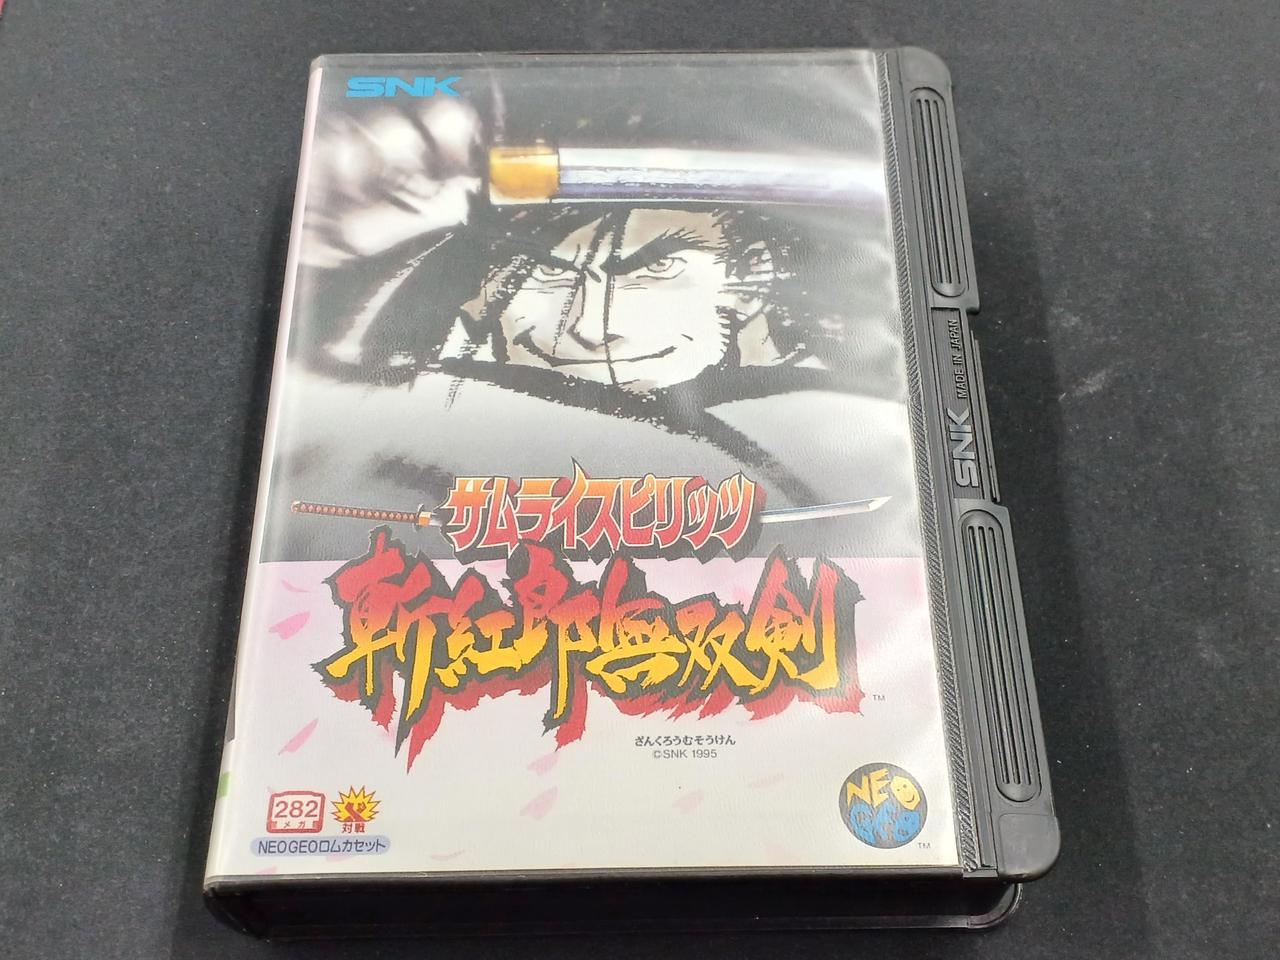 SNK
サムライスピリッツ
斬紅郎無双剣
TM
ざんくろうむそうけん
©SNK 1995
282
メガ
対戦
NEOGEOロムカセット
NEO
GEO
TM
SNK
MADE IN JAPAN